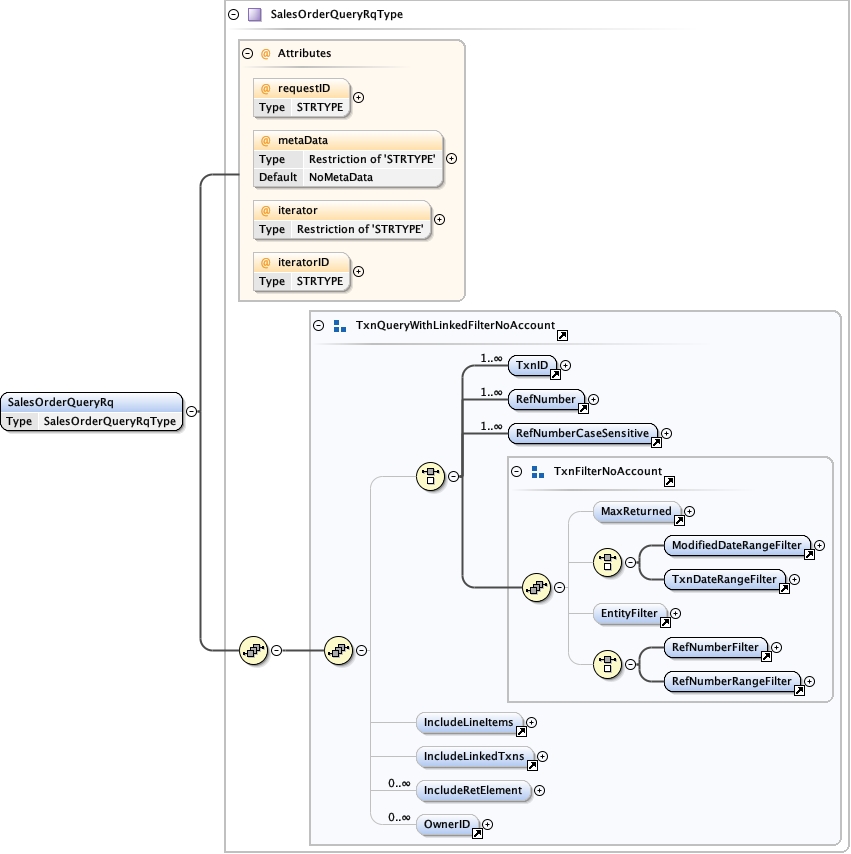 SalesOrderQueryRqType
@ Attributes
@ requestID
Type STRTYPE
@ metaData
Type Restriction of 'STRTYPE'
Default NoMetaData
@ iterator
Type Restriction of 'STRTYPE'
@ iteratorID
Type STRTYPE
SalesOrderQueryRq
Type SalesOrderQueryRqType
TxnQueryWithLinkedFilterNoAccount
1..∞ TxnID
1..∞ RefNumber
1..∞ RefNumberCaseSensitive
TxnFilterNoAccount
MaxReturned
ModifiedDateRangeFilter
TxnDateRangeFilter
EntityFilter
RefNumberFilter
RefNumberRangeFilter
IncludeLineItems
IncludeLinkedTxns
0..∞ IncludeRetElement
0..∞ OwnerID